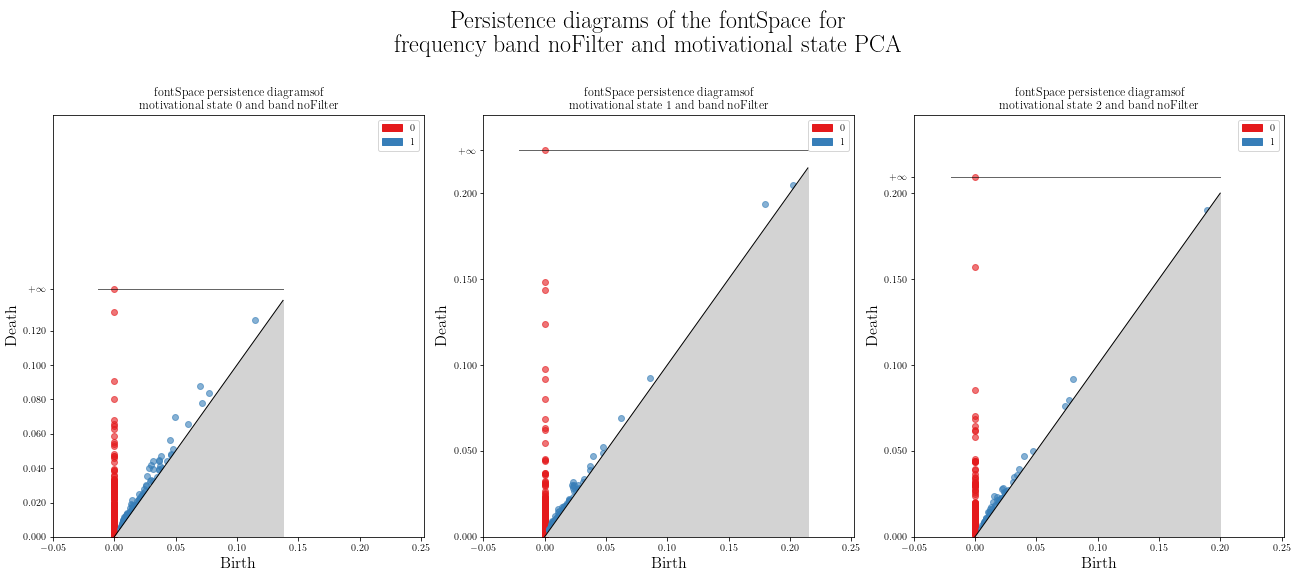 Persistence diagrams of the fontSpace for
frequency band noFilter and motivational state PCA
fontSpace persistence diagramsof
motivational state 0 and band noFilter
0
1
+∞
0.120
0.100
0.080
0.060
0.040
0.020
0.000
Death
−0.05 0.00 0.05 0.10 0.15 0.20 0.25
Birth
fontSpace persistence diagramsof
motivational state 1 and band noFilter
0
1
+∞
0.200
0.150
0.100
0.050
0.000
Death
−0.05 0.00 0.05 0.10 0.15 0.20 0.25
Birth
fontSpace persistence diagramsof
motivational state 2 and band noFilter
0
1
+∞
0.200
0.150
0.100
0.050
0.000
Death
−0.05 0.00 0.05 0.10 0.15 0.20 0.25
Birth